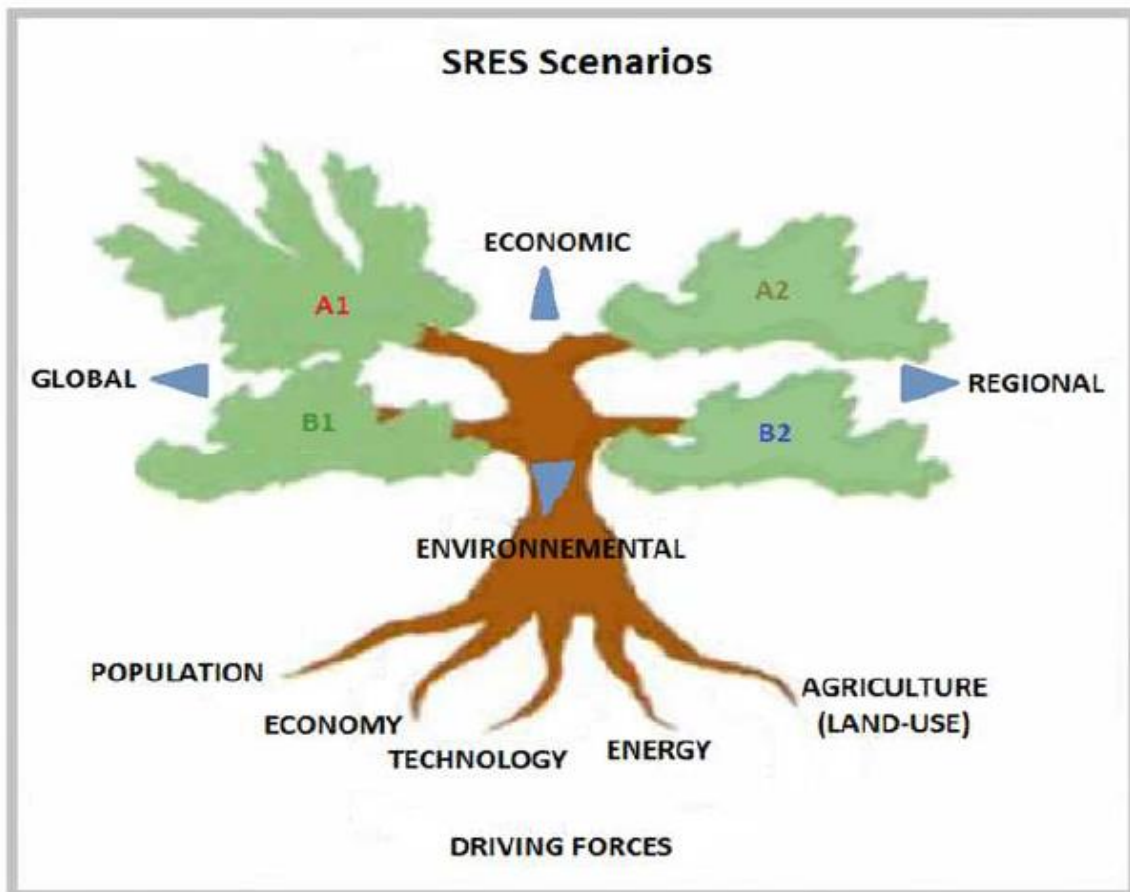 SRES Scenarios
ECONOMIC
A1
A2
GLOBAL
REGIONAL
B1
B2
ENVIRONNEMENTAL
POPULATION
ECONOMY
TECHNOLOGY
ENERGY
AGRICULTURE
(LAND-USE)
DRIVING FORCES